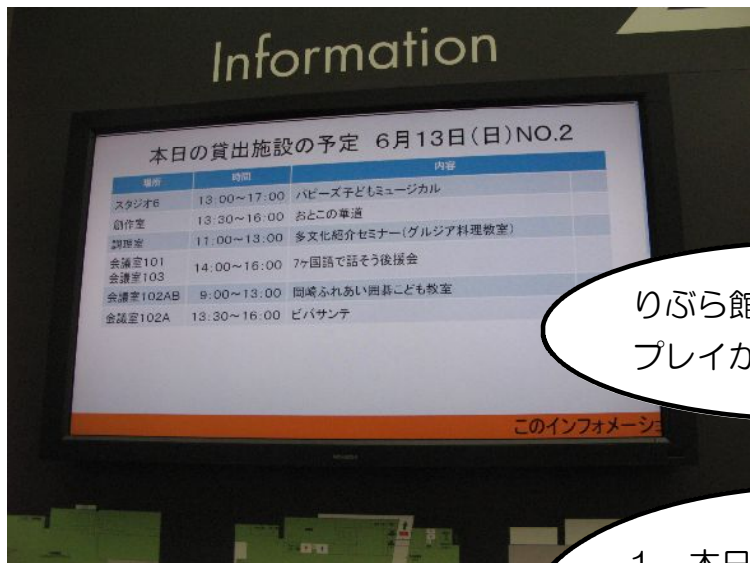 Information
本日の貸出施設の予定 6月13日(日)NO.2
場所 時間 内容
スタジオ6 13:00~17:00 パピーズ子どもミュージカル
創作室 13:30~16:00 おとこの華道
調理室 11:00~13:00 多文化紹介セミナー(グルジア料理教室)
会議室101
会議室103 14:00~16:00 7ヶ国語で話そう後援会
会議室102AB 9:00~13:00 岡崎ふれあい囲碁こども教室
会議室102A 13:30~16:00 ビバサンテ
このインフォメーショ
りぶら館
プレイが
1 本日